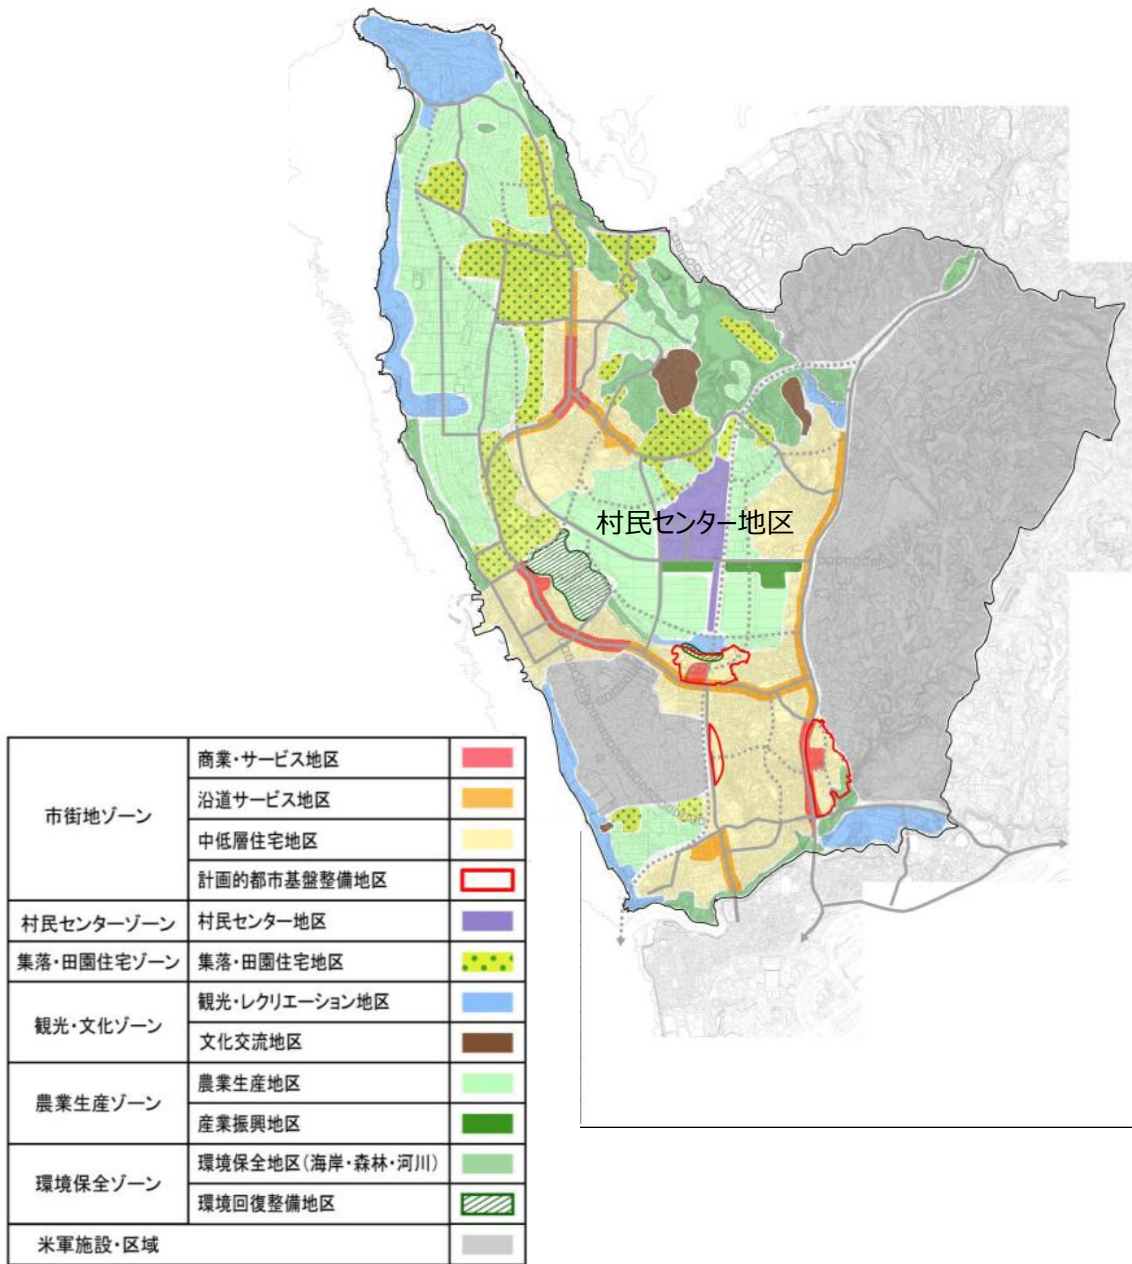 村民センター地区
市街地ゾーン
商業・サービス地区
沿道サービス地区
中低層住宅地区
計画的都市基盤整備地区
村民センターゾーン
村民センター地区
集落・田園住宅ゾーン
集落・田園住宅地区
観光・文化ゾーン
観光・レクリエーション地区
文化交流地区
農業生産ゾーン
農業生産地区
産業振興地区
環境保全ゾーン
環境保全地区(海岸・森林・河川)
環境回復整備地区
米軍施設・区域